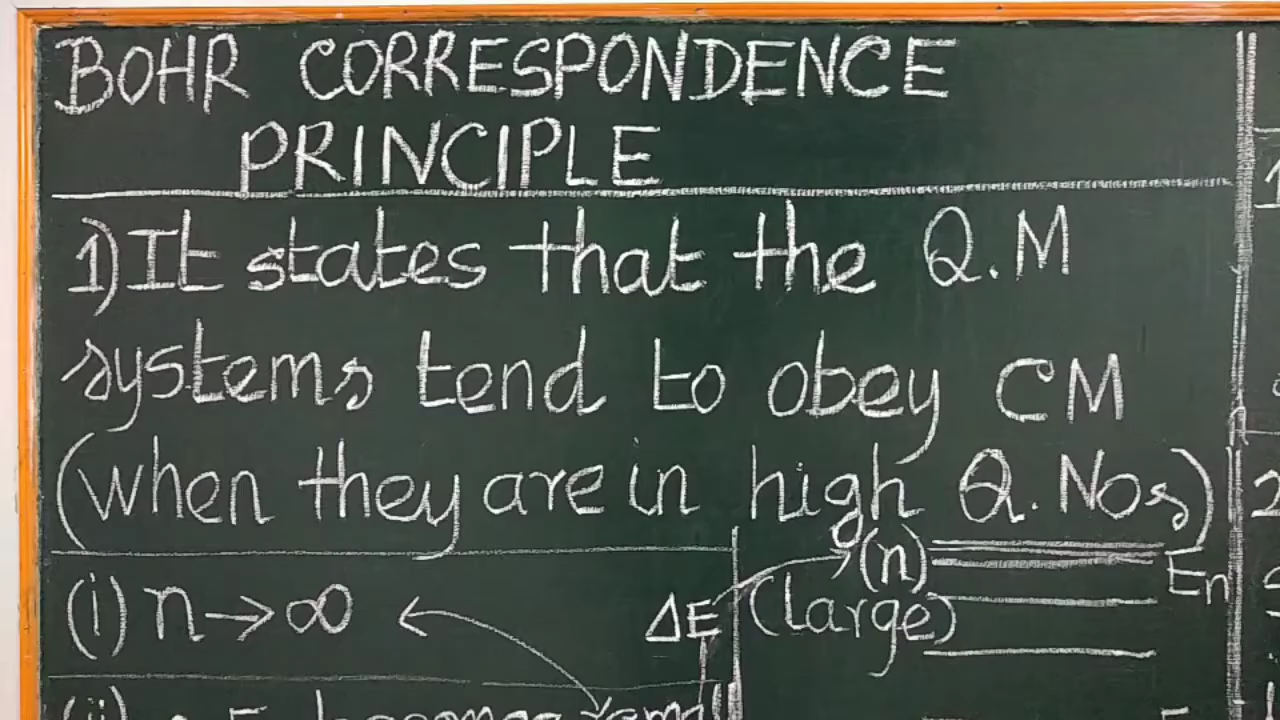 BOHR CORRESPONDENCE
PRINCIPLE
1) It states that the Q.M
systems tend to obey CM
(when they are in high Q.Nos)
(i) n→∞
ΔE
(n)
(large)
En